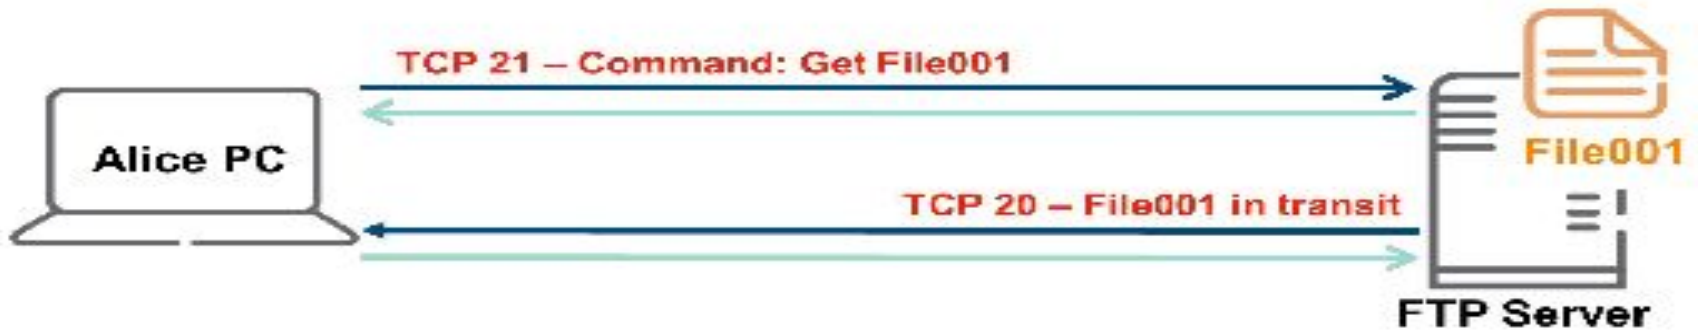 TCP 21 – Command: Get File001
Alice PC
File001
TCP 20 – File001 in transit
FTP Server